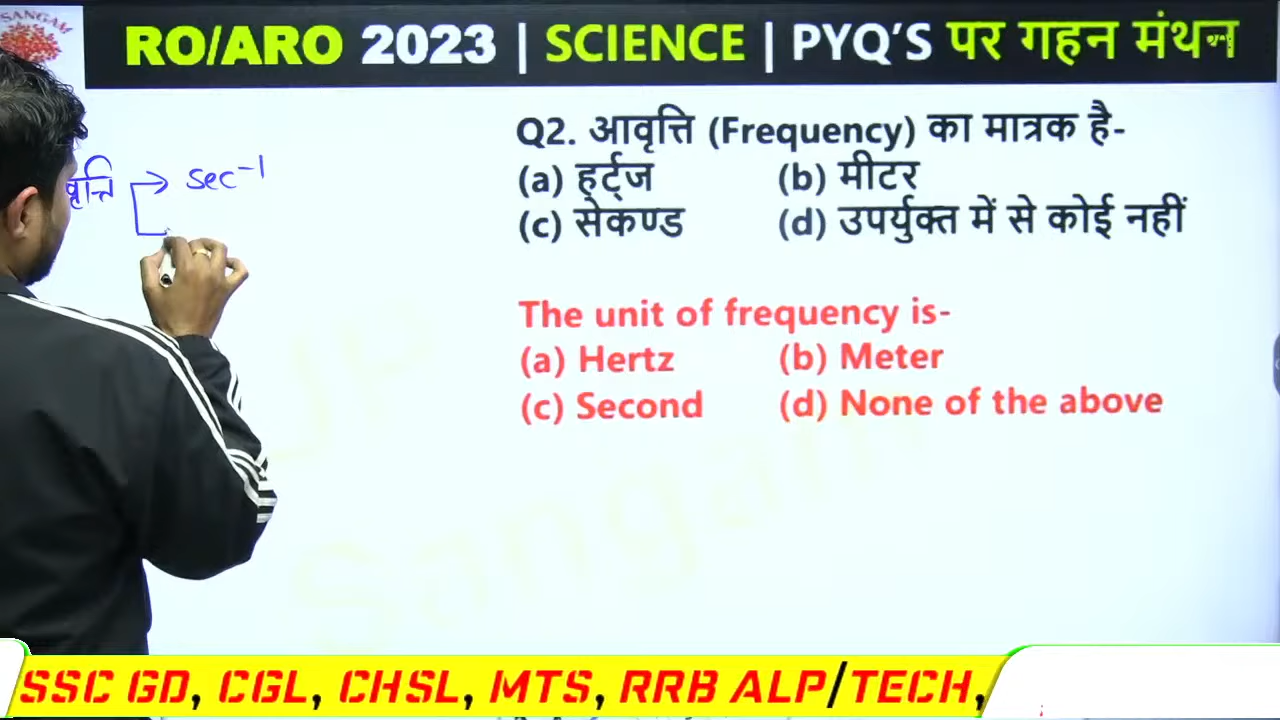 SANGAM
RO/ARO 2023 | SCIENCE | PYQ'S पर गहन मंथन
Q2. आवृत्ति (Frequency) का मात्रक है-
(a) हर्ट्ज (b) मीटर
(c) सेकण्ड (d) उपर्युक्त में से कोई नहीं
वृत्ति → sec⁻¹
The unit of frequency is-
(a) Hertz (b) Meter
(c) Second (d) None of the above
Sangam
SSC GD, CGL, CHSL, MTS, RRB ALP/TECH,